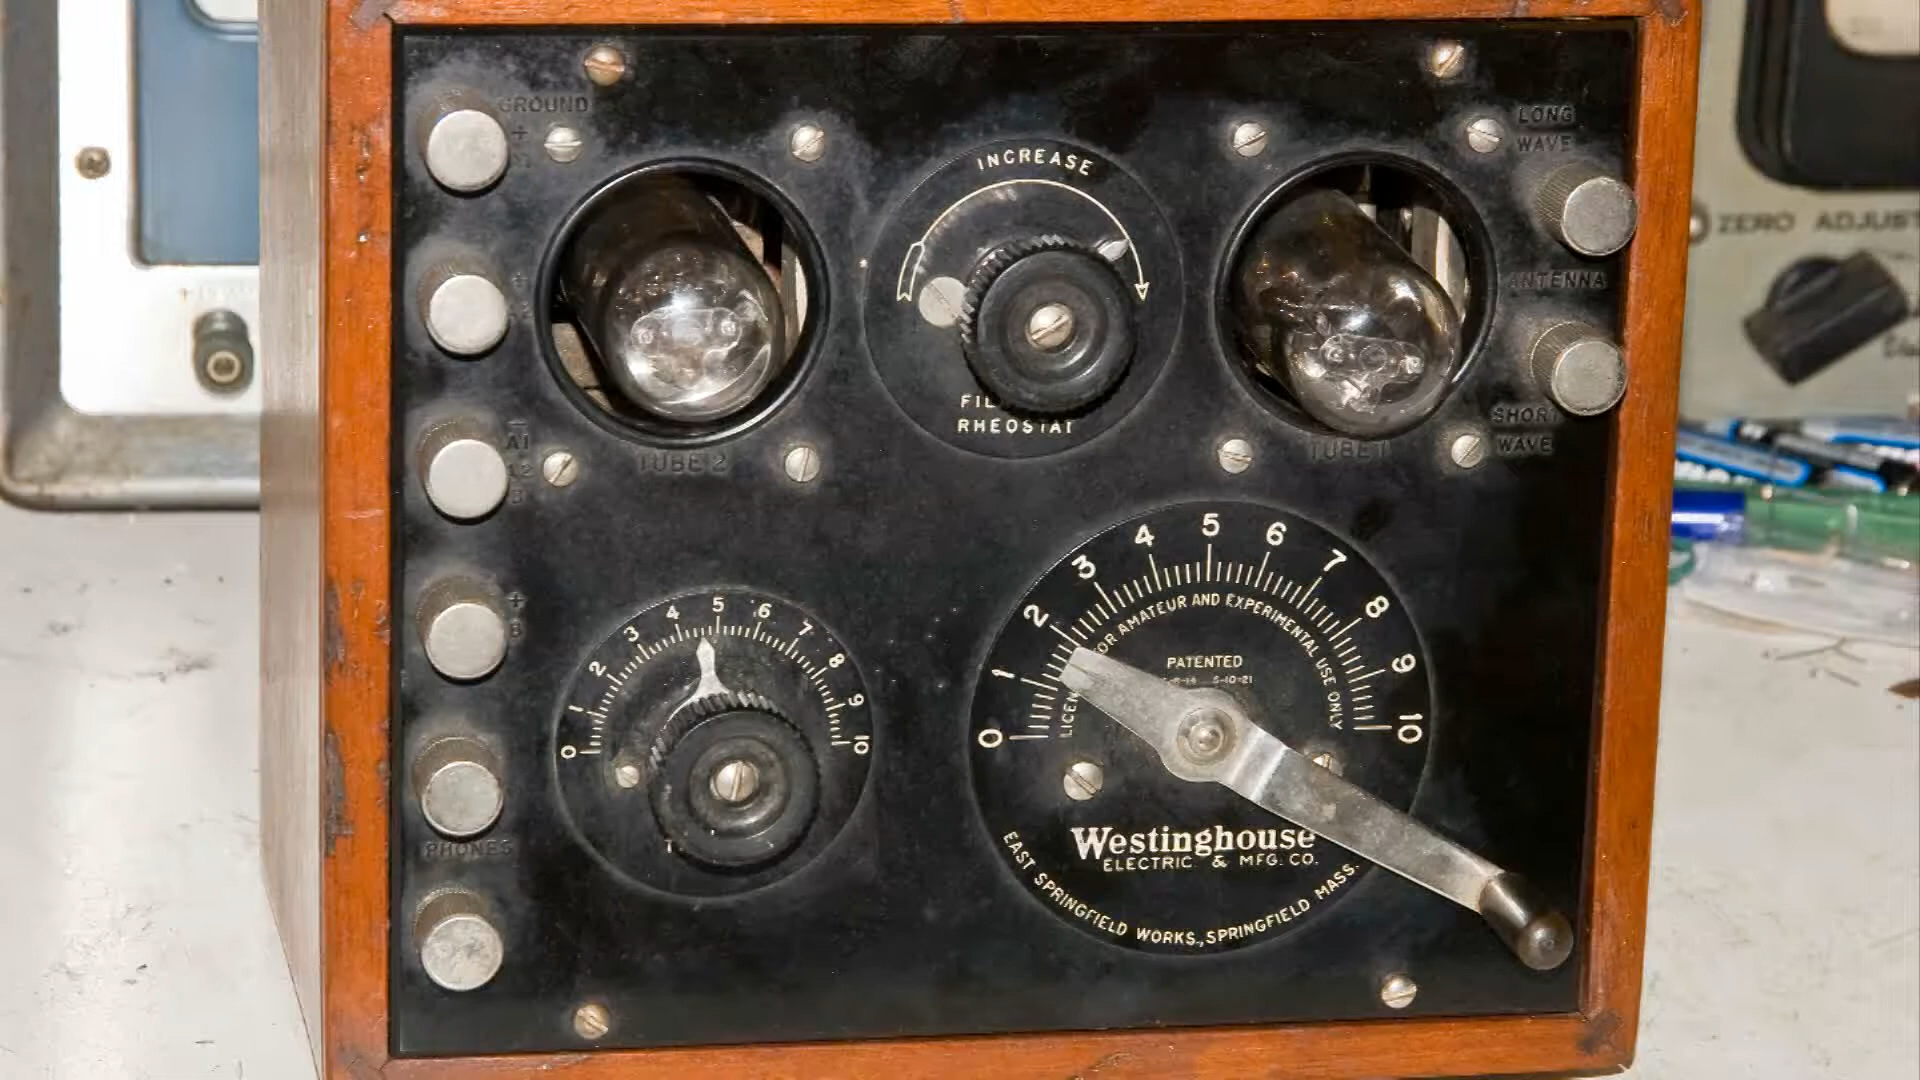 GROUND
+
LONG
WAVE
INCREASE
ZERO ADJUST
ANTENNA
RHEOSTAT
SHORT
WAVE
A1
TUBE 2
TUBE 1
+
B
0 1 2 3 4 5 6 7 8 9 10
0 1 2 3 4 5 6 7 8 9 10
FOR AMATEUR AND EXPERIMENTAL USE ONLY
PATENTED
PHONES
Westinghouse
ELECTRIC & MFG. CO.
EAST SPRINGFIELD WORKS, SPRINGFIELD MASS.